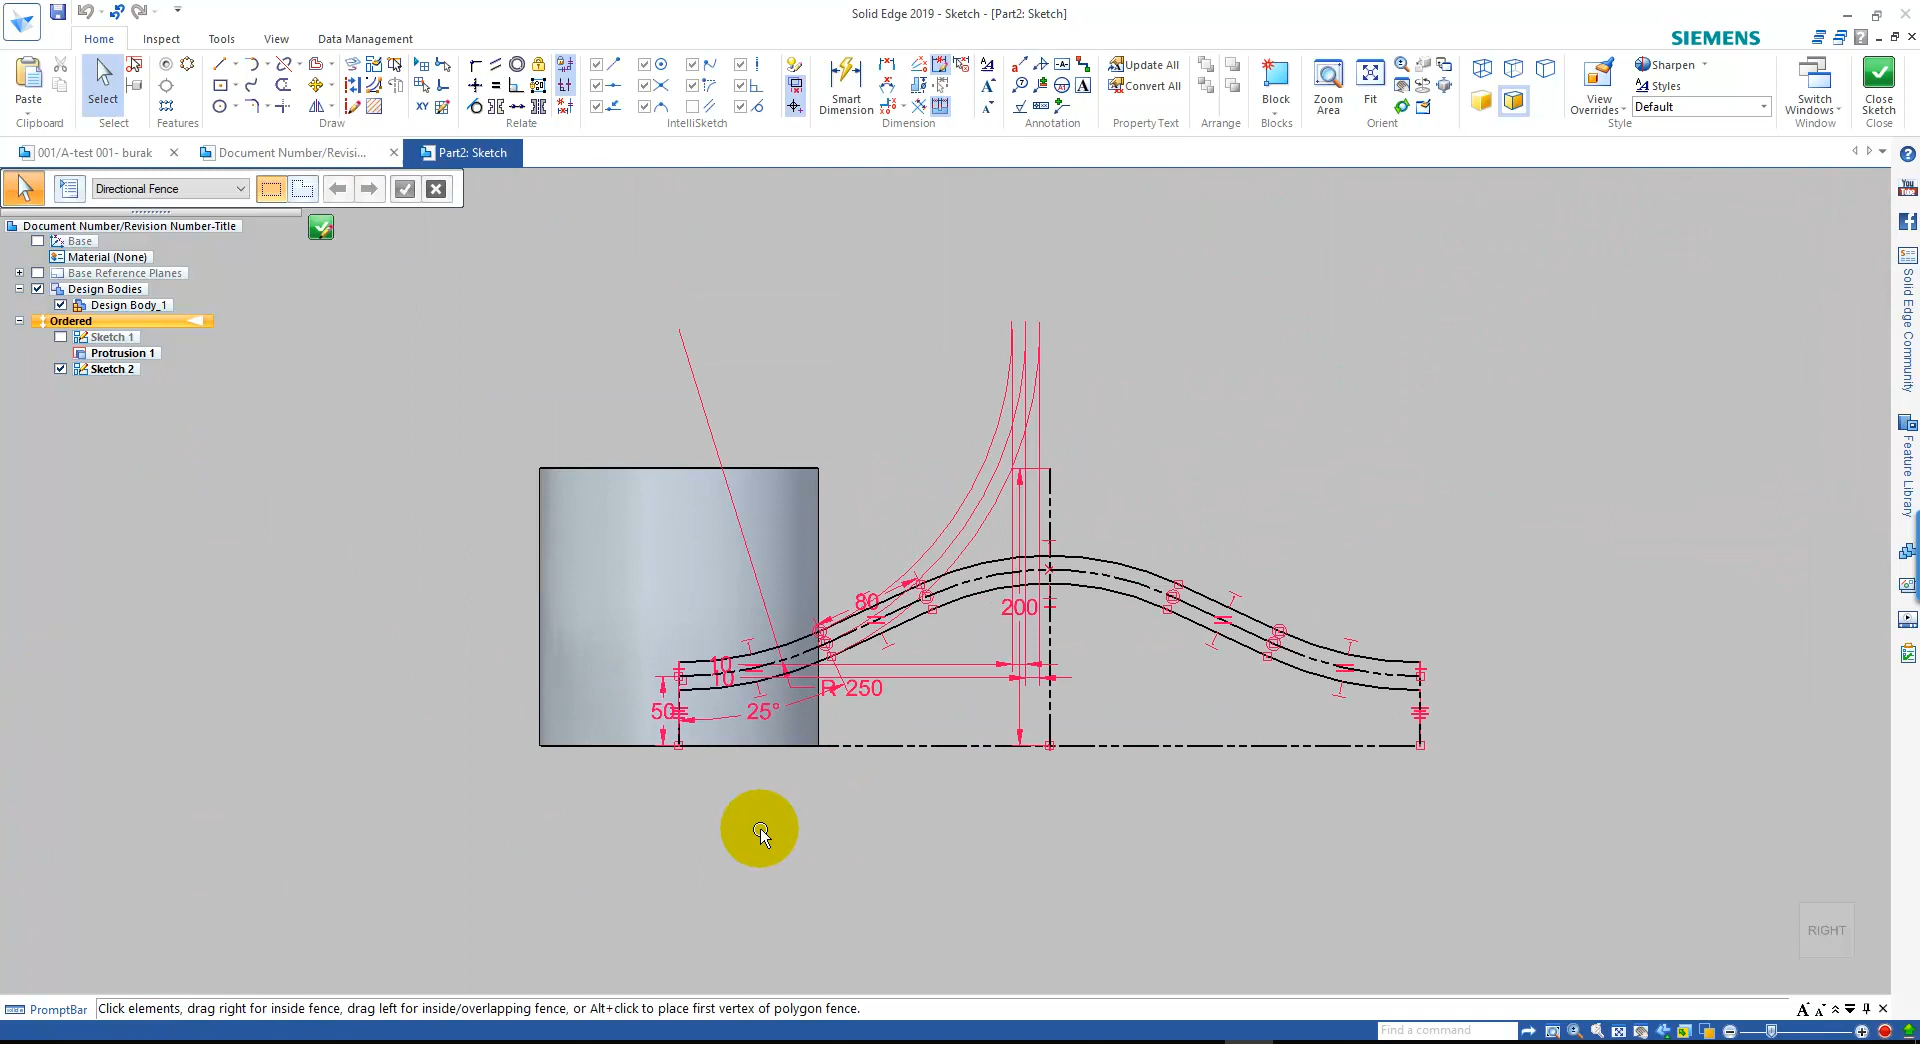 Solid Edge 2019 - Sketch - [Part2: Sketch]
Home
Inspect
Tools
View
Data Management
SIEMENS
Paste
Clipboard
Select
Select
Features
Draw
Relate
IntelliSketch
Smart
Dimension
Dimension
Annotation
Update All
Convert All
Property Text
Arrange
Block
Blocks
Zoom
Area
Fit
Orient
View
Overrides
Sharpen
Styles
Default
Style
Switch
Windows
Window
Close
Sketch
Close
001/A-test 001- burak
Document Number/Revisi...
Part2: Sketch
Directional Fence
Document Number/Revision Number-Title
Base
Material (None)
Base Reference Planes
Design Bodies
Design Body_1
Ordered
Sketch 1
Protrusion 1
Sketch 2
80
200
10
10
R 250
50
25°
RIGHT
You
Tube
Solid Edge Community
Feature Library
PromptBar
Click elements, drag right for inside fence, drag left for inside/overlapping fence, or Alt+click to place first vertex of polygon fence.
Find a command